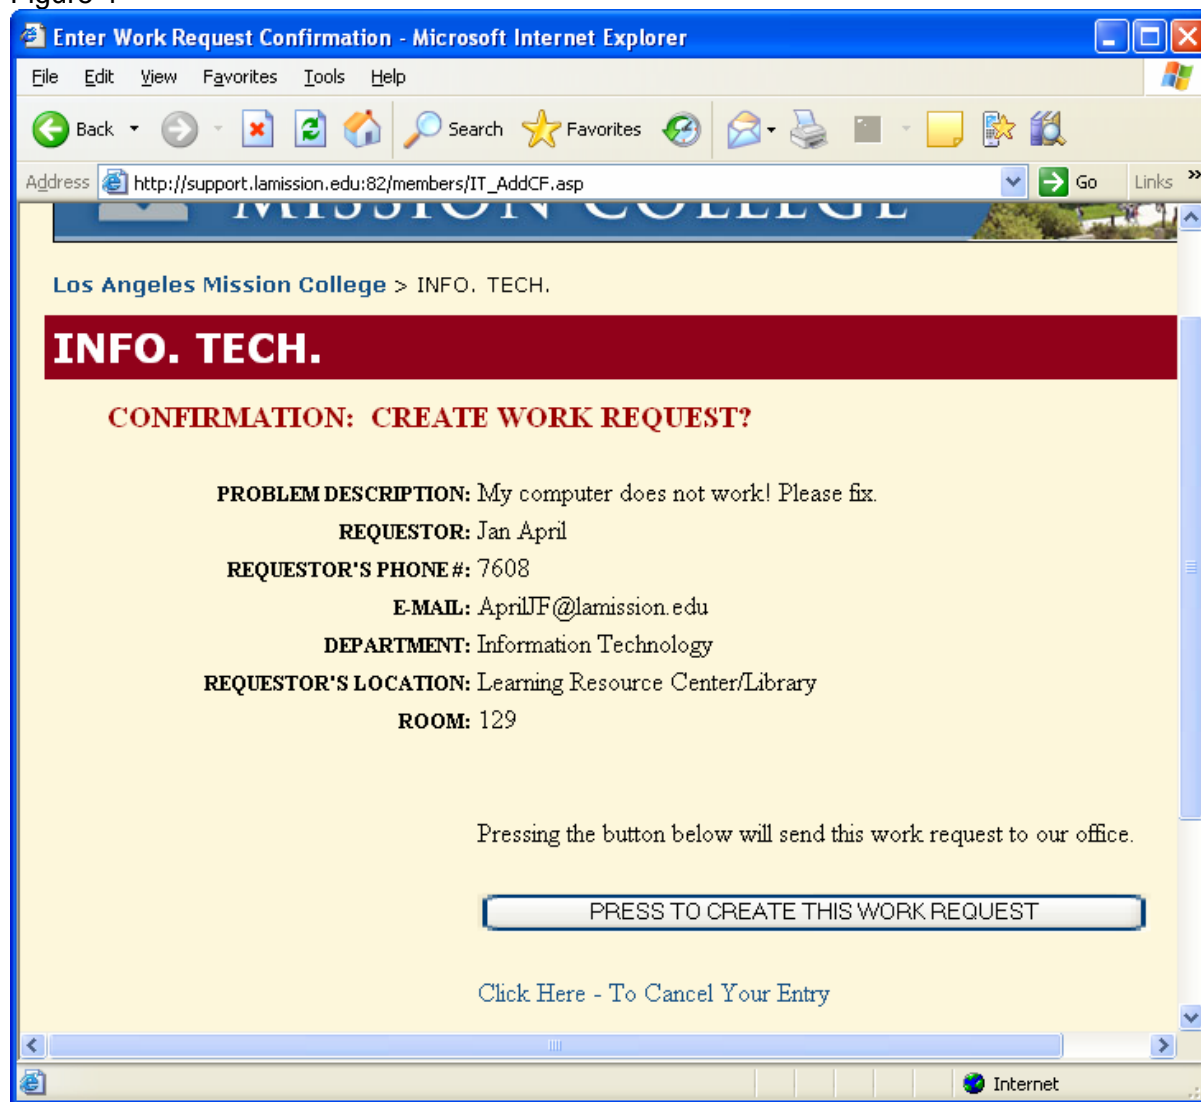 Enter Work Request Confirmation - Microsoft Internet Explorer
File Edit View Favorites Tools Help
Back Search Favorites
Address http://support.lamission.edu:82/members/IT_AddCF.asp Go Links »
MISSION COLLEGE
Los Angeles Mission College > INFO. TECH.
INFO. TECH.
CONFIRMATION: CREATE WORK REQUEST?
PROBLEM DESCRIPTION: My computer does not work! Please fix.
REQUESTOR: Jan April
REQUESTOR'S PHONE #: 7608
E-MAIL: AprilJF@lamission.edu
DEPARTMENT: Information Technology
REQUESTOR'S LOCATION: Learning Resource Center/Library
ROOM: 129
Pressing the button below will send this work request to our office.
PRESS TO CREATE THIS WORK REQUEST
Click Here - To Cancel Your Entry
Internet